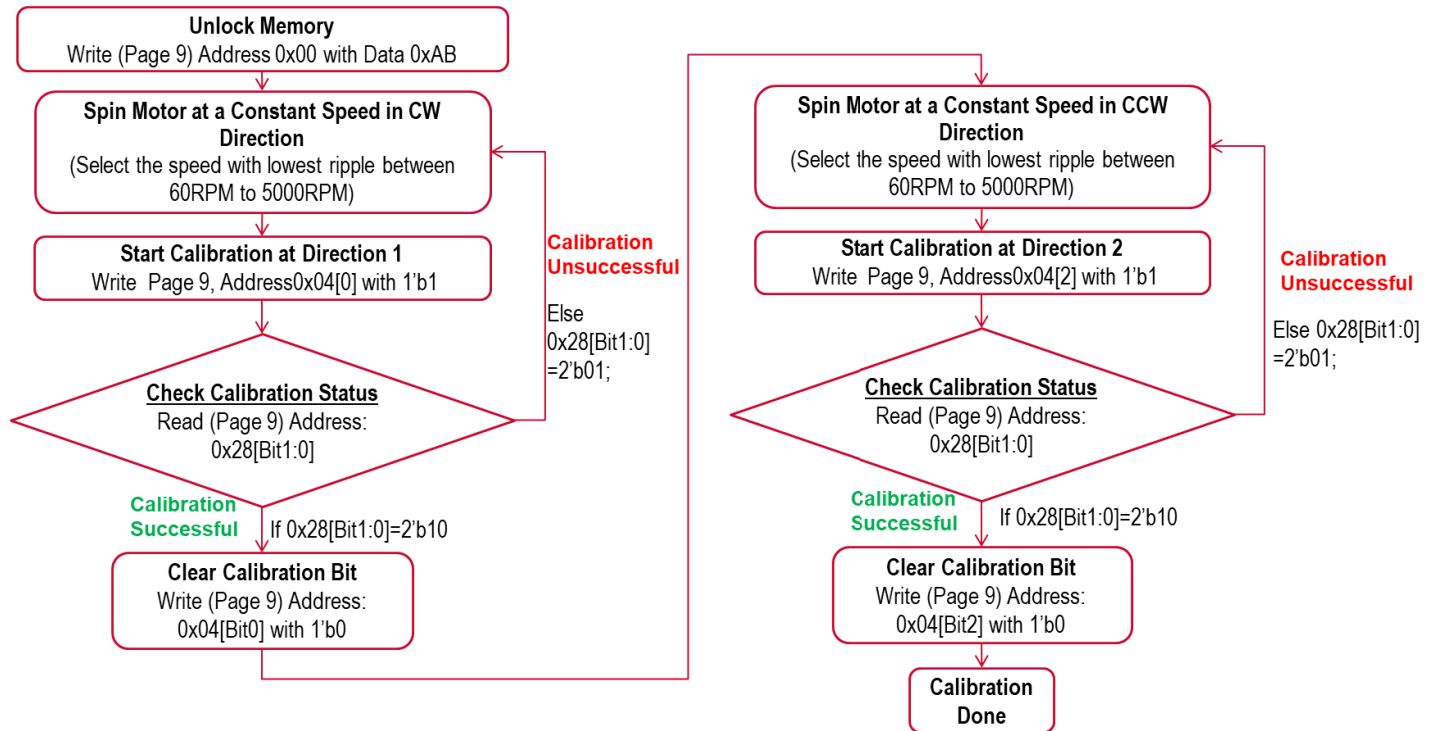 Unlock Memory
Write (Page 9) Address 0x00 with Data 0xAB
Spin Motor at a Constant Speed in CW
Direction
(Select the speed with lowest ripple between
60RPM to 5000RPM)
Start Calibration at Direction 1
Write  Page 9, Address0x04[0] with 1’b1
Calibration
Unsuccessful
Else
0x28[Bit1:0]
=2’b01;
Check Calibration Status
Read (Page 9) Address:
0x28[Bit1:0]
Calibration
Successful
If 0x28[Bit1:0]=2’b10
Clear Calibration Bit
Write (Page 9) Address:
0x04[Bit0] with 1’b0
Spin Motor at a Constant Speed in CCW
Direction
(Select the speed with lowest ripple between
60RPM to 5000RPM)
Start Calibration at Direction 2
Write  Page 9, Address0x04[2] with 1’b1
Calibration
Unsuccessful
Else 0x28[Bit1:0]
=2’b01;
Check Calibration Status
Read (Page 9) Address:
0x28[Bit1:0]
Calibration
Successful
If 0x28[Bit1:0]=2’b10
Clear Calibration Bit
Write (Page 9) Address:
0x04[Bit2] with 1’b0
Calibration
Done